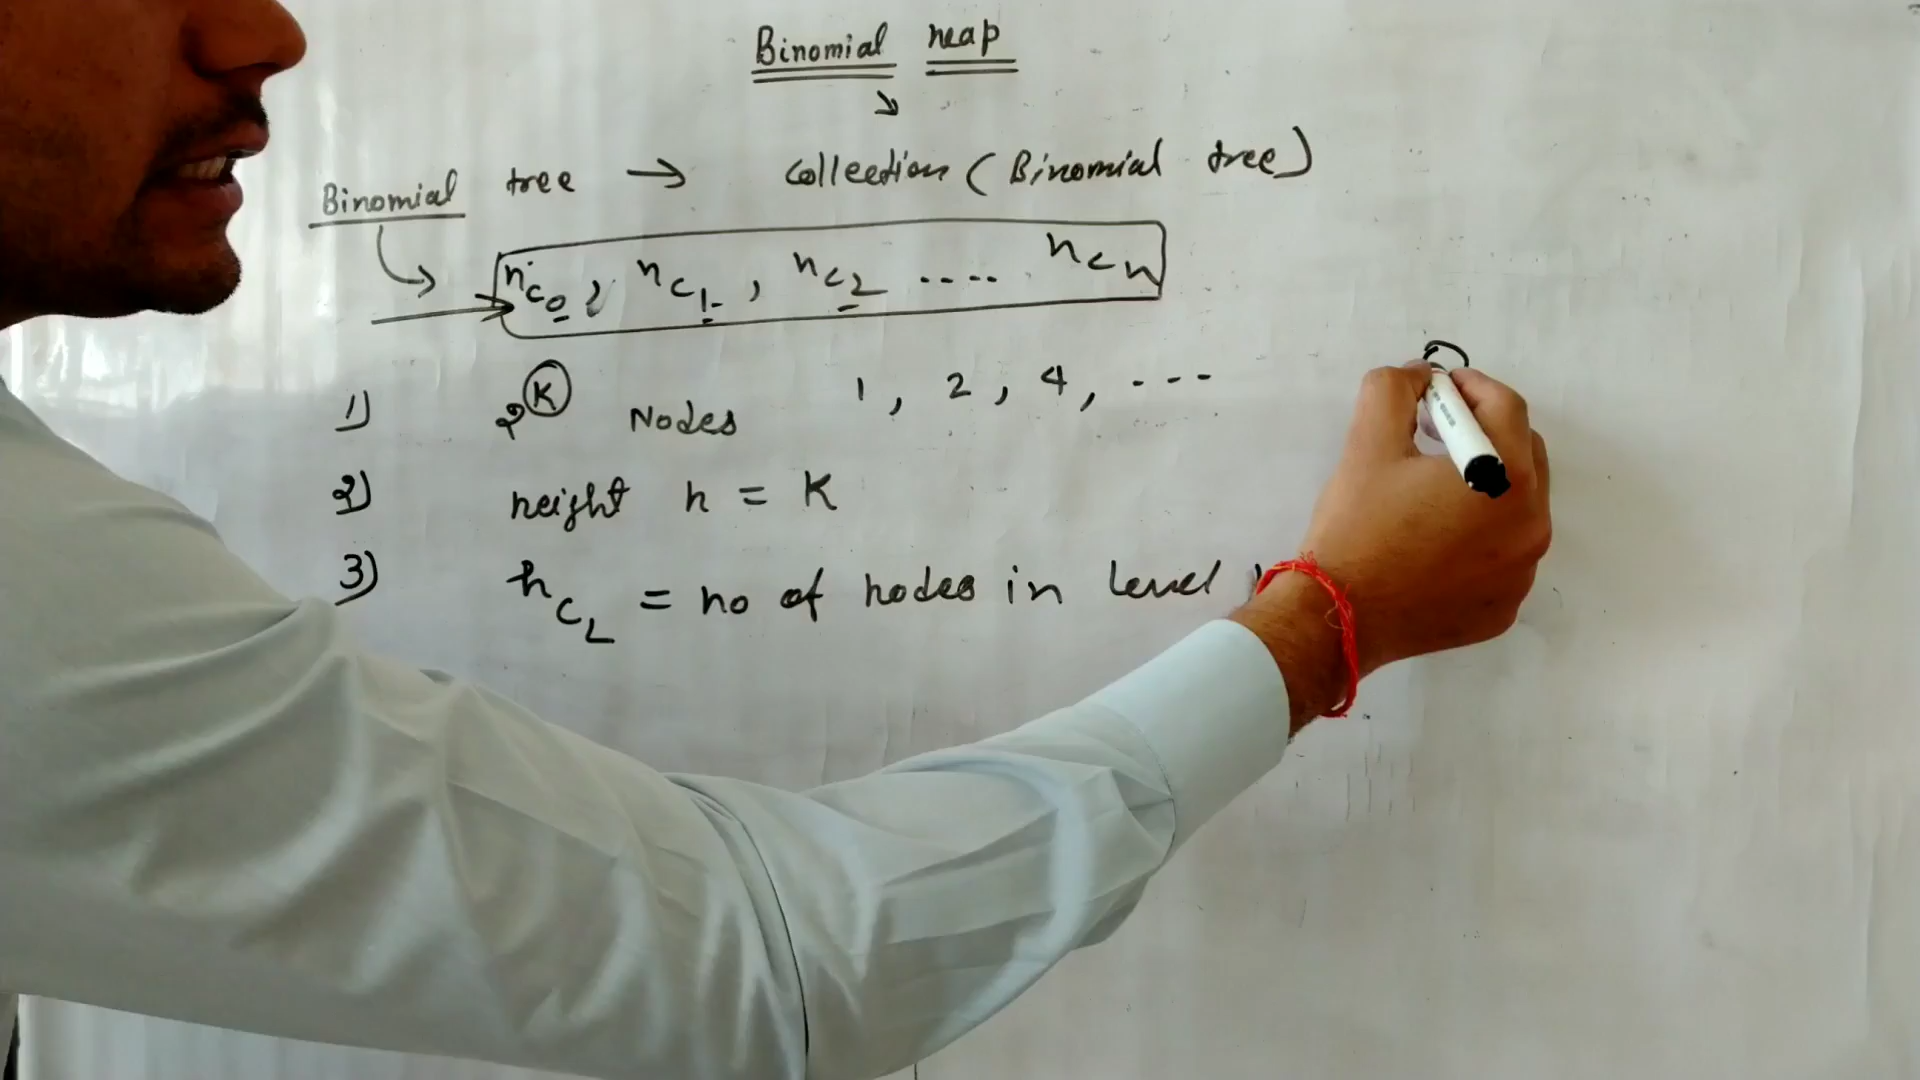 Binomial heap
↘
Binomial tree → collection (Binomial tree)
nC0, nC1, nC2 .... nCn
1) 2^K Nodes 1, 2, 4, ---
2) height h = K
3) hCL = no of nodes in level